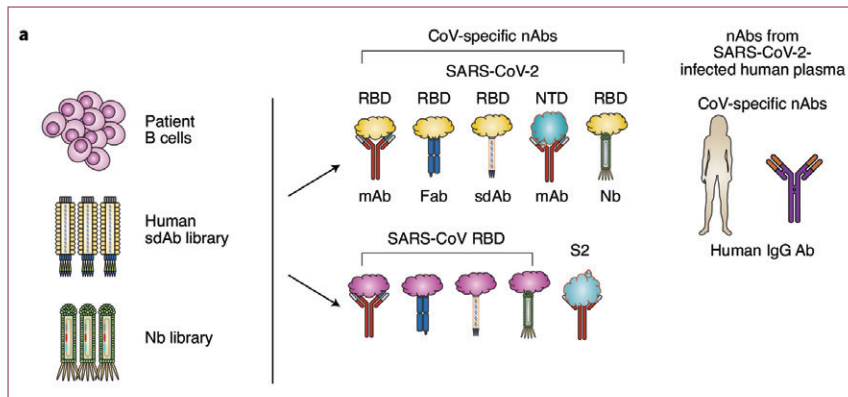 a
CoV-specific nAbs
SARS-CoV-2
RBD RBD RBD NTD RBD
mAb Fab sdAb mAb Nb
SARS-CoV RBD
S2
Patient
B cells
Human
sdAb library
Nb library
nAbs from
SARS-CoV-2-
infected human plasma
CoV-specific nAbs
Human IgG Ab